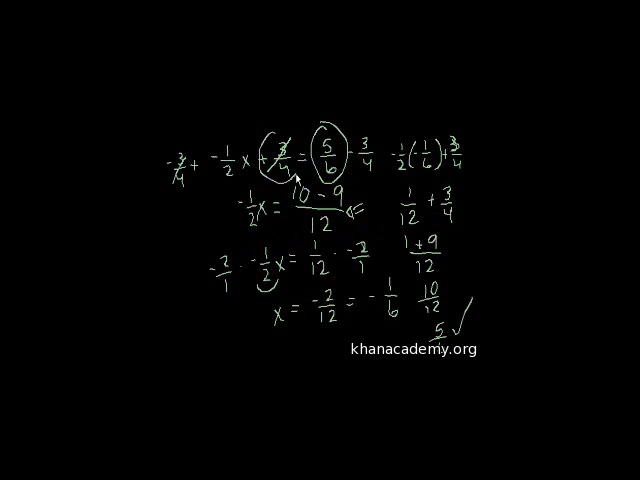 -3/4 + -1/2 x + 3/4 = 5/6 - 3/4 -1/2(-1/6) + 3/4
-1/2 x = 10 - 9/12 ⇐ 1/12 + 3/4
-2/1 · -1/2 x = 1/12 · -2/1 1 + 9/12
x = -2/12 = -1/6 10/12
5 ✓
khanacademy.org